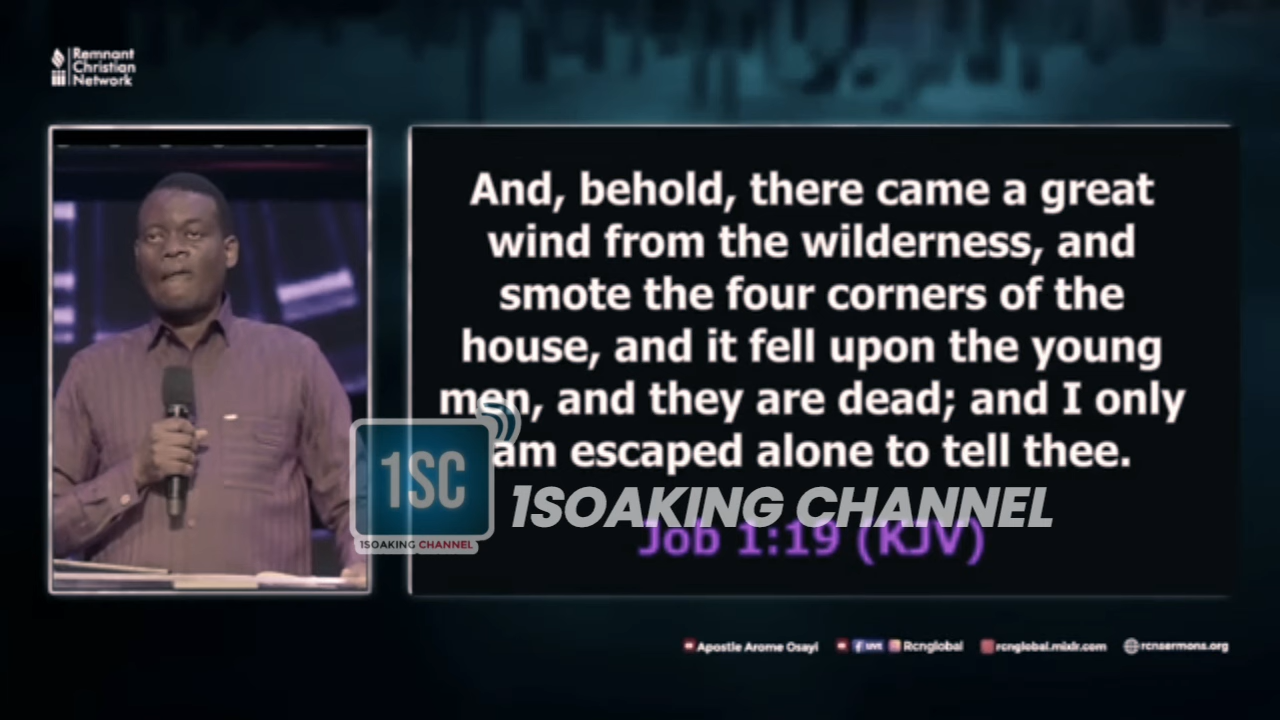 Remnant
Christian
Network
And, behold, there came a great
wind from the wilderness, and
smote the four corners of the
house, and it fell upon the young
men, and they are dead; and I only
am escaped alone to tell thee.
1SC
1SOAKING CHANNEL
1SOAKING CHANNEL
Job 1:19 (KJV)
Apostle Arome Osayi
LIVE
Rcnglobal
rcnglobal.mixlr.com
rcnsermons.org